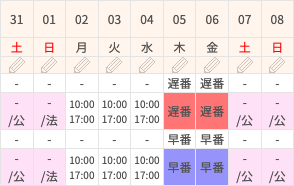 31 01 02 03 04 05 06 07 08
土 日 月 火 水 木 金 土 日
- - - - - 遅番 遅番 - -
- - 10:00 10:00 10:00 遅番 遅番 - -
/公 /法 17:00 17:00 17:00 /公 /公
- - - - - 早番 早番 - -
- - 10:00 10:00 10:00 早番 早番 - -
/公 /法 17:00 17:00 17:00 /公 /公